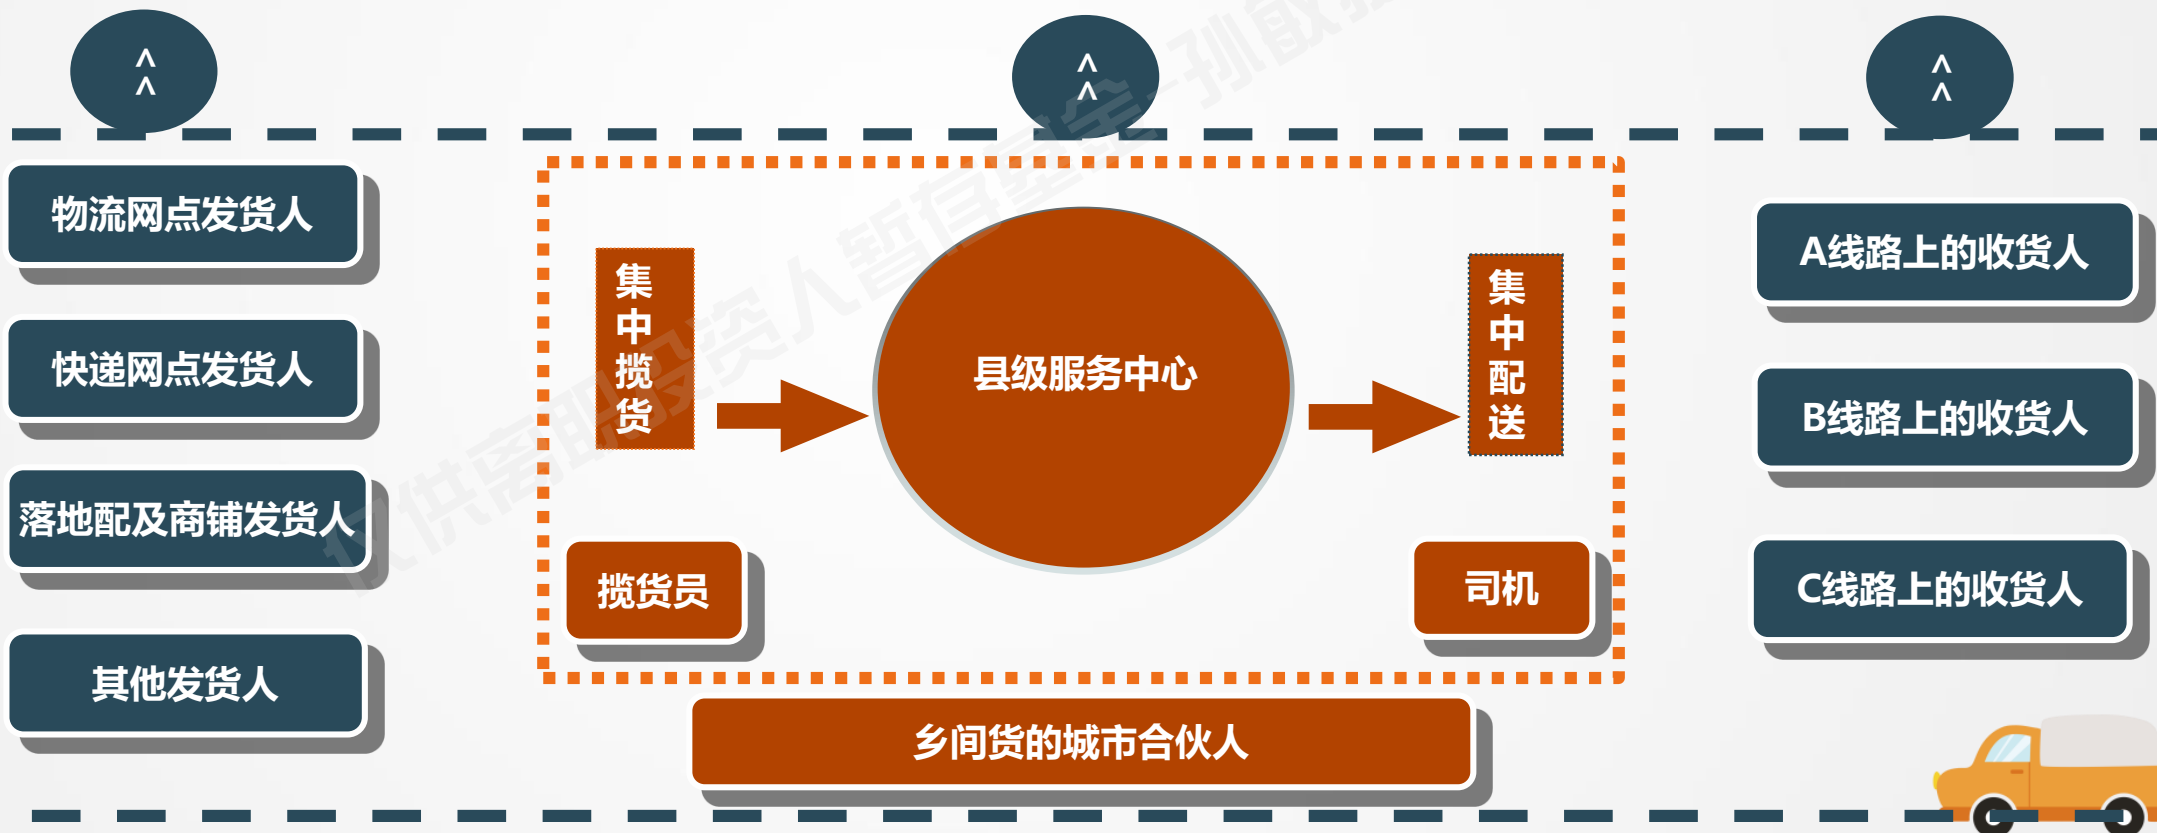 物流网点发货人
快递网点发货人
落地配及商铺发货人
其他发货人
集中揽货
揽货员
县级服务中心
集中配送
司机
乡间货的城市合伙人
A线路上的收货人
B线路上的收货人
C线路上的收货人